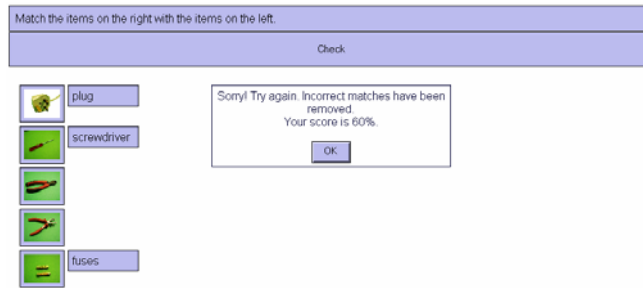 Match the items on the right with the items on the left.
Check
plug
Sorry! Try again. Incorrect matches have been
removed.
Your score is 60%.
screwdriver
OK
fuses